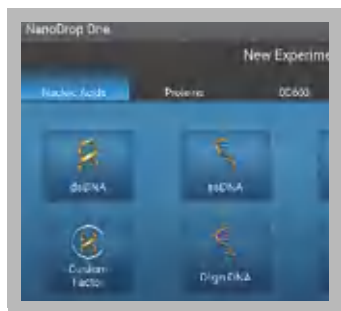 NanoDrop One
New Experime
Nucleic Acids Proteins OD600
dsDNA ssDNA
Custom Factor Oligo DNA